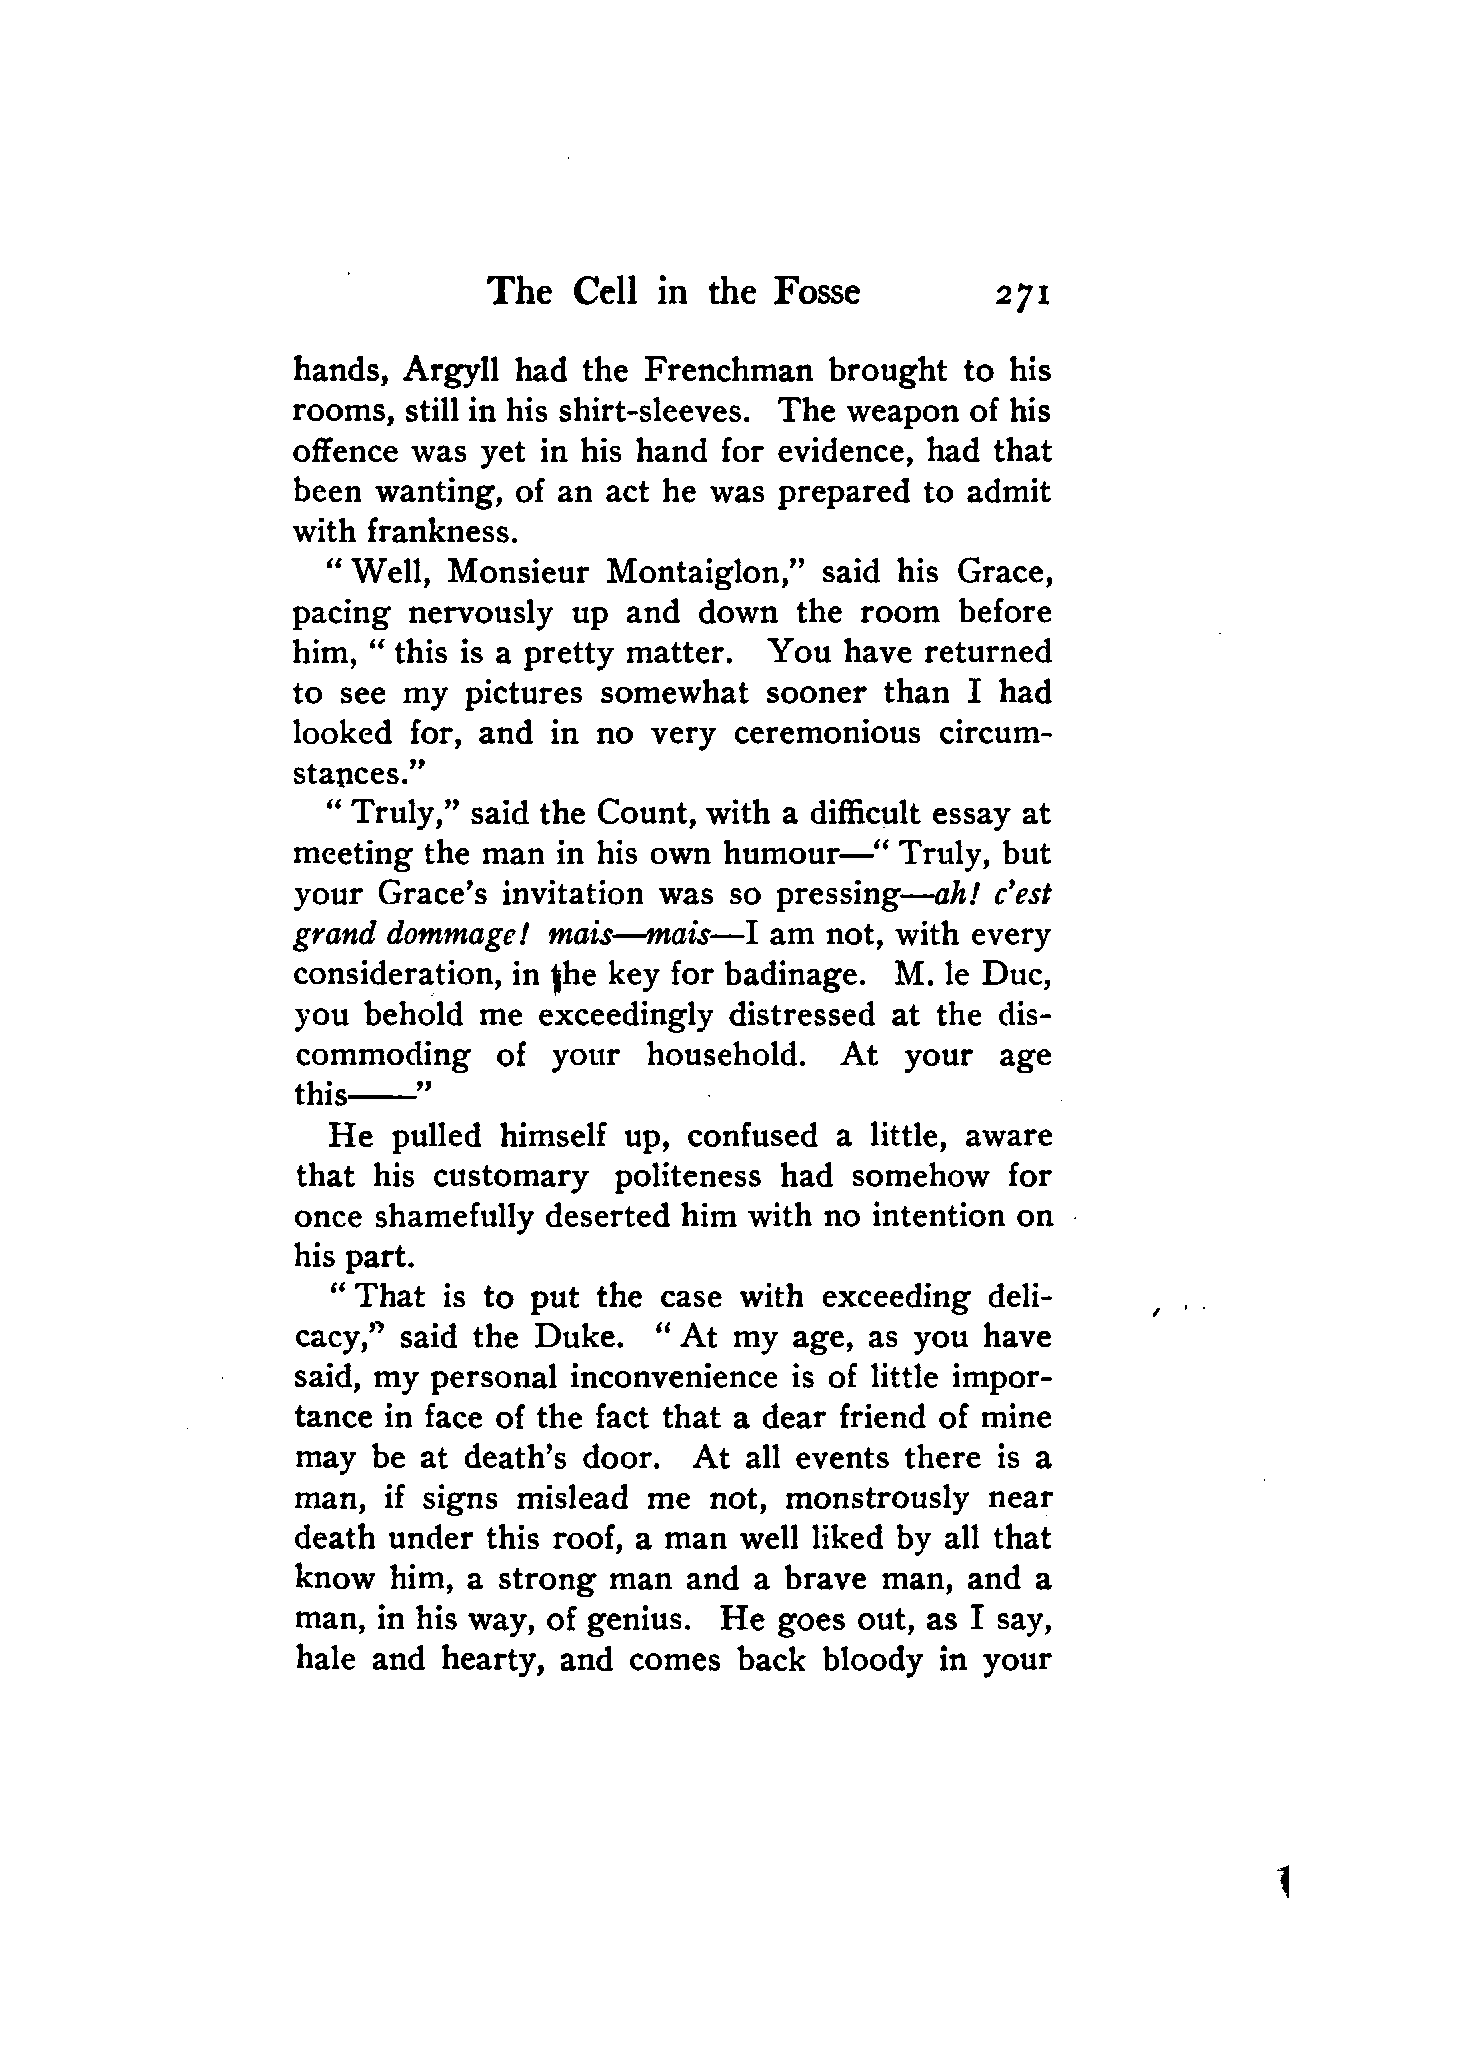 The Cell in the Fosse 271
hands, Argyll had the Frenchman brought to his
rooms, still in his shirt-sleeves. The weapon of his
offence was yet in his hand for evidence, had that
been wanting, of an act he was prepared to admit
with frankness.
“ Well, Monsieur Montaiglon,” said his Grace,
pacing nervously up and down the room before
him, “ this is a pretty matter. You have returned
to see my pictures somewhat sooner than I had
looked for, and in no very ceremonious circum-
stances.”
“ Truly,” said the Count, with a difficult essay at
meeting the man in his own humour—“ Truly, but
your Grace’s invitation was so pressing—ah! c’est
grand dommage! mais—mais—I am not, with every
consideration, in the key for badinage. M. le Duc,
you behold me exceedingly distressed at the dis-
commoding of your household. At your age
this——”
He pulled himself up, confused a little, aware
that his customary politeness had somehow for
once shamefully deserted him with no intention on
his part.
“ That is to put the case with exceeding deli-
cacy,” said the Duke. “ At my age, as you have
said, my personal inconvenience is of little impor-
tance in face of the fact that a dear friend of mine
may be at death’s door. At all events there is a
man, if signs mislead me not, monstrously near
death under this roof, a man well liked by all that
know him, a strong man and a brave man, and a
man, in his way, of genius. He goes out, as I say,
hale and hearty, and comes back bloody in your